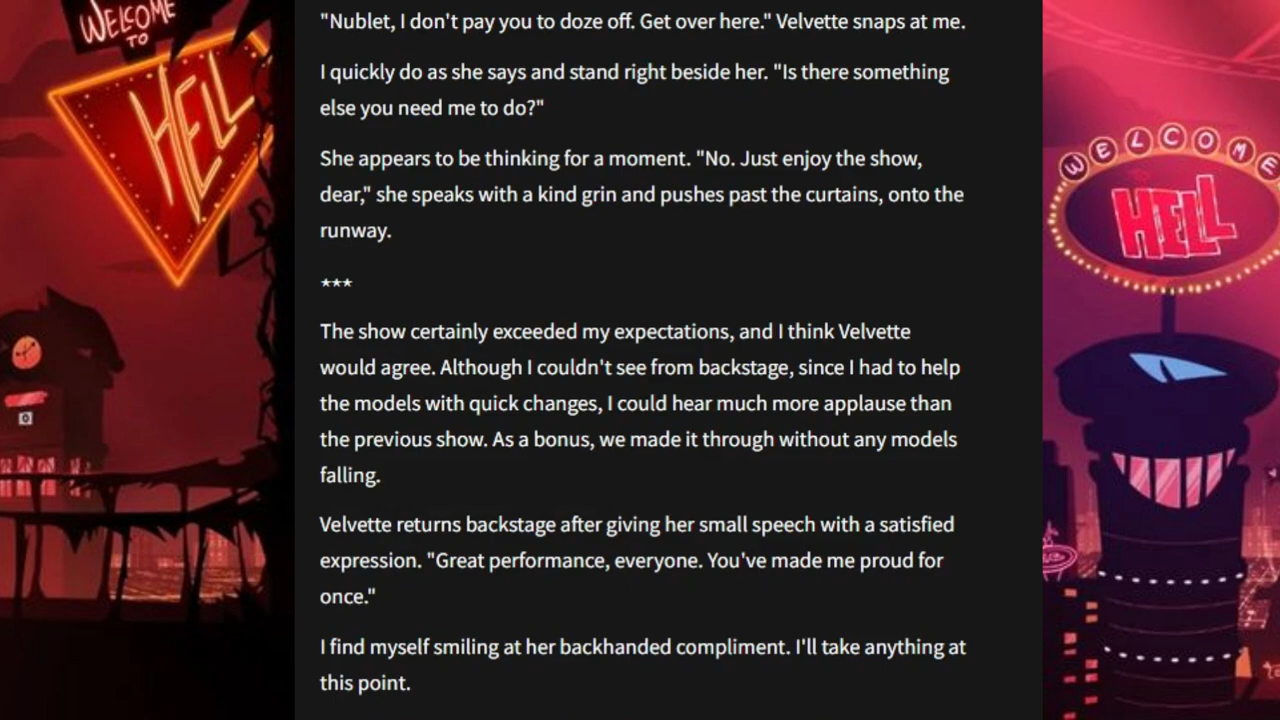 WELCOME
TO
HELL
"Nublet, I don't pay you to doze off. Get over here." Velvette snaps at me.
I quickly do as she says and stand right beside her. "Is there something
else you need me to do?"
She appears to be thinking for a moment. "No. Just enjoy the show,
dear," she speaks with a kind grin and pushes past the curtains, onto the
runway.
***
The show certainly exceeded my expectations, and I think Velvette
would agree. Although I couldn't see from backstage, since I had to help
the models with quick changes, I could hear much more applause than
the previous show. As a bonus, we made it through without any models
falling.
Velvette returns backstage after giving her small speech with a satisfied
expression. "Great performance, everyone. You've made me proud for
once."
I find myself smiling at her backhanded compliment. I'll take anything at
this point.
WELCOME
HELL